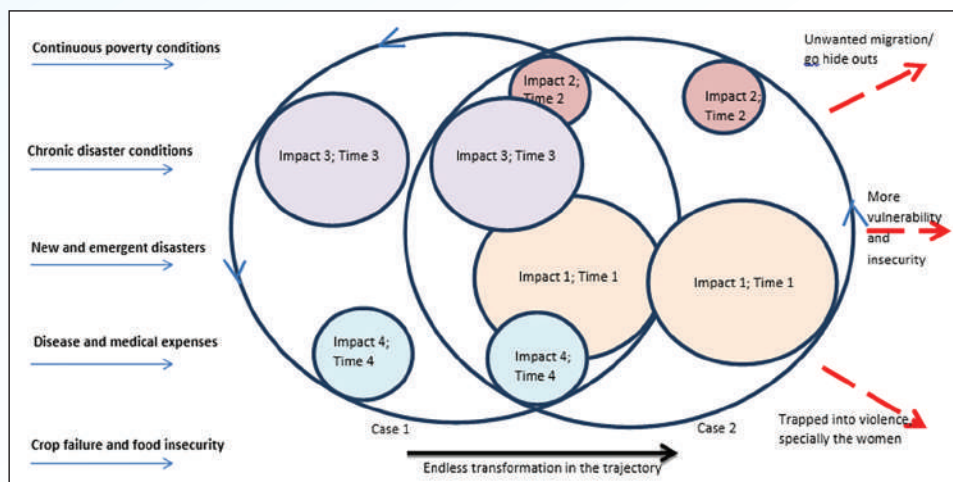 Continuous poverty conditions
Chronic disaster conditions
New and emergent disasters
Disease and medical expenses
Crop failure and food insecurity
Impact 2;
Time 2
Impact 2;
Time 2
Impact 3; Time 3
Impact 3; Time 3
Impact 1; Time 1
Impact 1; Time 1
Impact 4;
Time 4
Impact 4;
Time 4
Case 1
Case 2
Endless transformation in the trajectory
Unwanted migration/
go hide outs
More
vulnerability
and
insecurity
Trapped into violence
specially the women